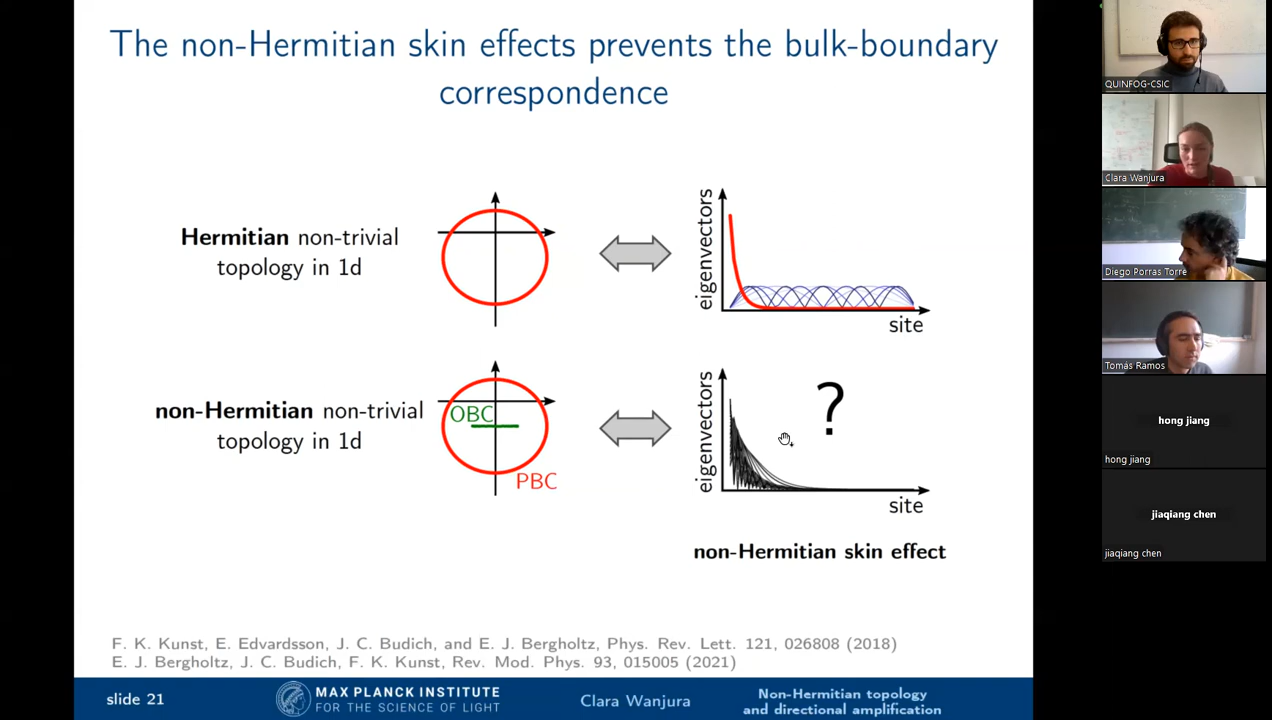 The non-Hermitian skin effects prevents the bulk-boundary
correspondence
Hermitian non-trivial
topology in 1d
eigenvectors
site
non-Hermitian non-trivial
topology in 1d
OBC
PBC
eigenvectors
?
site
non-Hermitian skin effect
F. K. Kunst, E. Edvardsson, J. C. Budich, and E. J. Bergholtz, Phys. Rev. Lett. 121, 026808 (2018)
E. J. Bergholtz, J. C. Budich, F. K. Kunst, Rev. Mod. Phys. 93, 015005 (2021)
slide 21
MAX PLANCK INSTITUTE
FOR THE SCIENCE OF LIGHT
Clara Wanjura
Non-Hermitian topology
and directional amplification
QUINFOG-CSIC
Clara Wanjura
Diego Porras Torre
Tomás Ramos
hong jiang
hong jiang
jiaqiang chen
jiaqiang chen